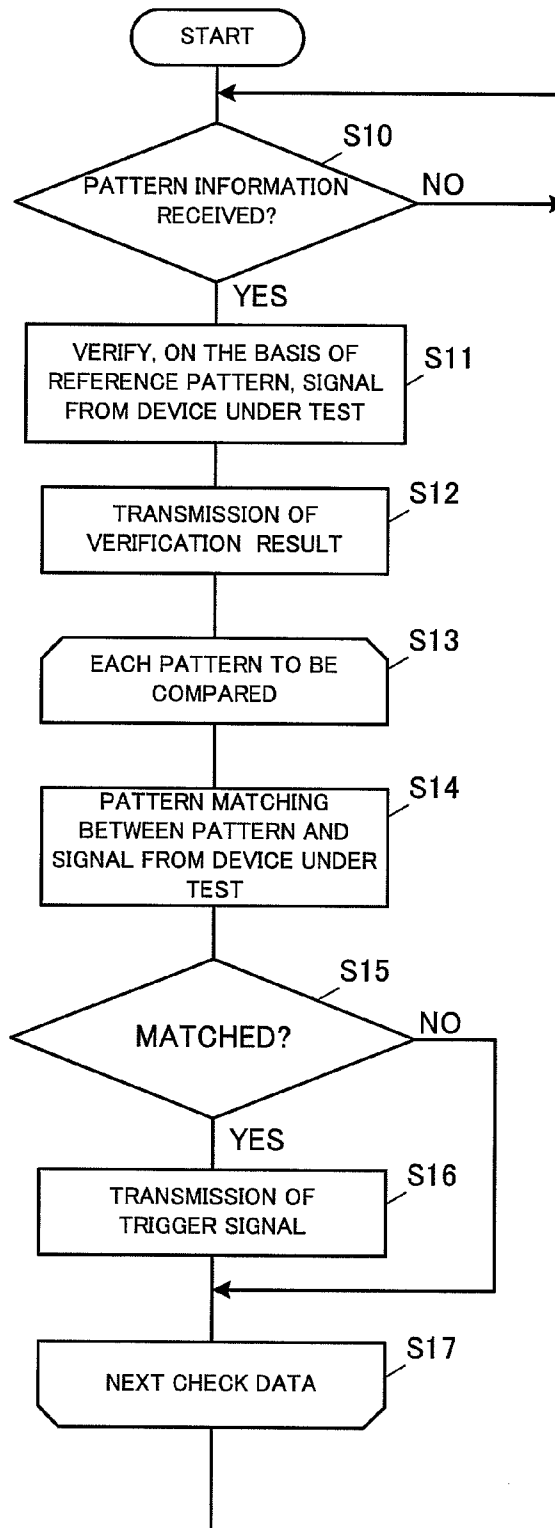 START
S10
PATTERN INFORMATION
RECEIVED?
NO
YES
VERIFY, ON THE BASIS OF
REFERENCE PATTERN, SIGNAL
FROM DEVICE UNDER TEST
S11
S12
TRANSMISSION OF
VERIFICATION RESULT
S13
EACH PATTERN TO BE
COMPARED
S14
PATTERN MATCHING
BETWEEN PATTERN AND
SIGNAL FROM DEVICE UNDER
TEST
S15
MATCHED?
NO
YES
S16
TRANSMISSION OF
TRIGGER SIGNAL
S17
NEXT CHECK DATA